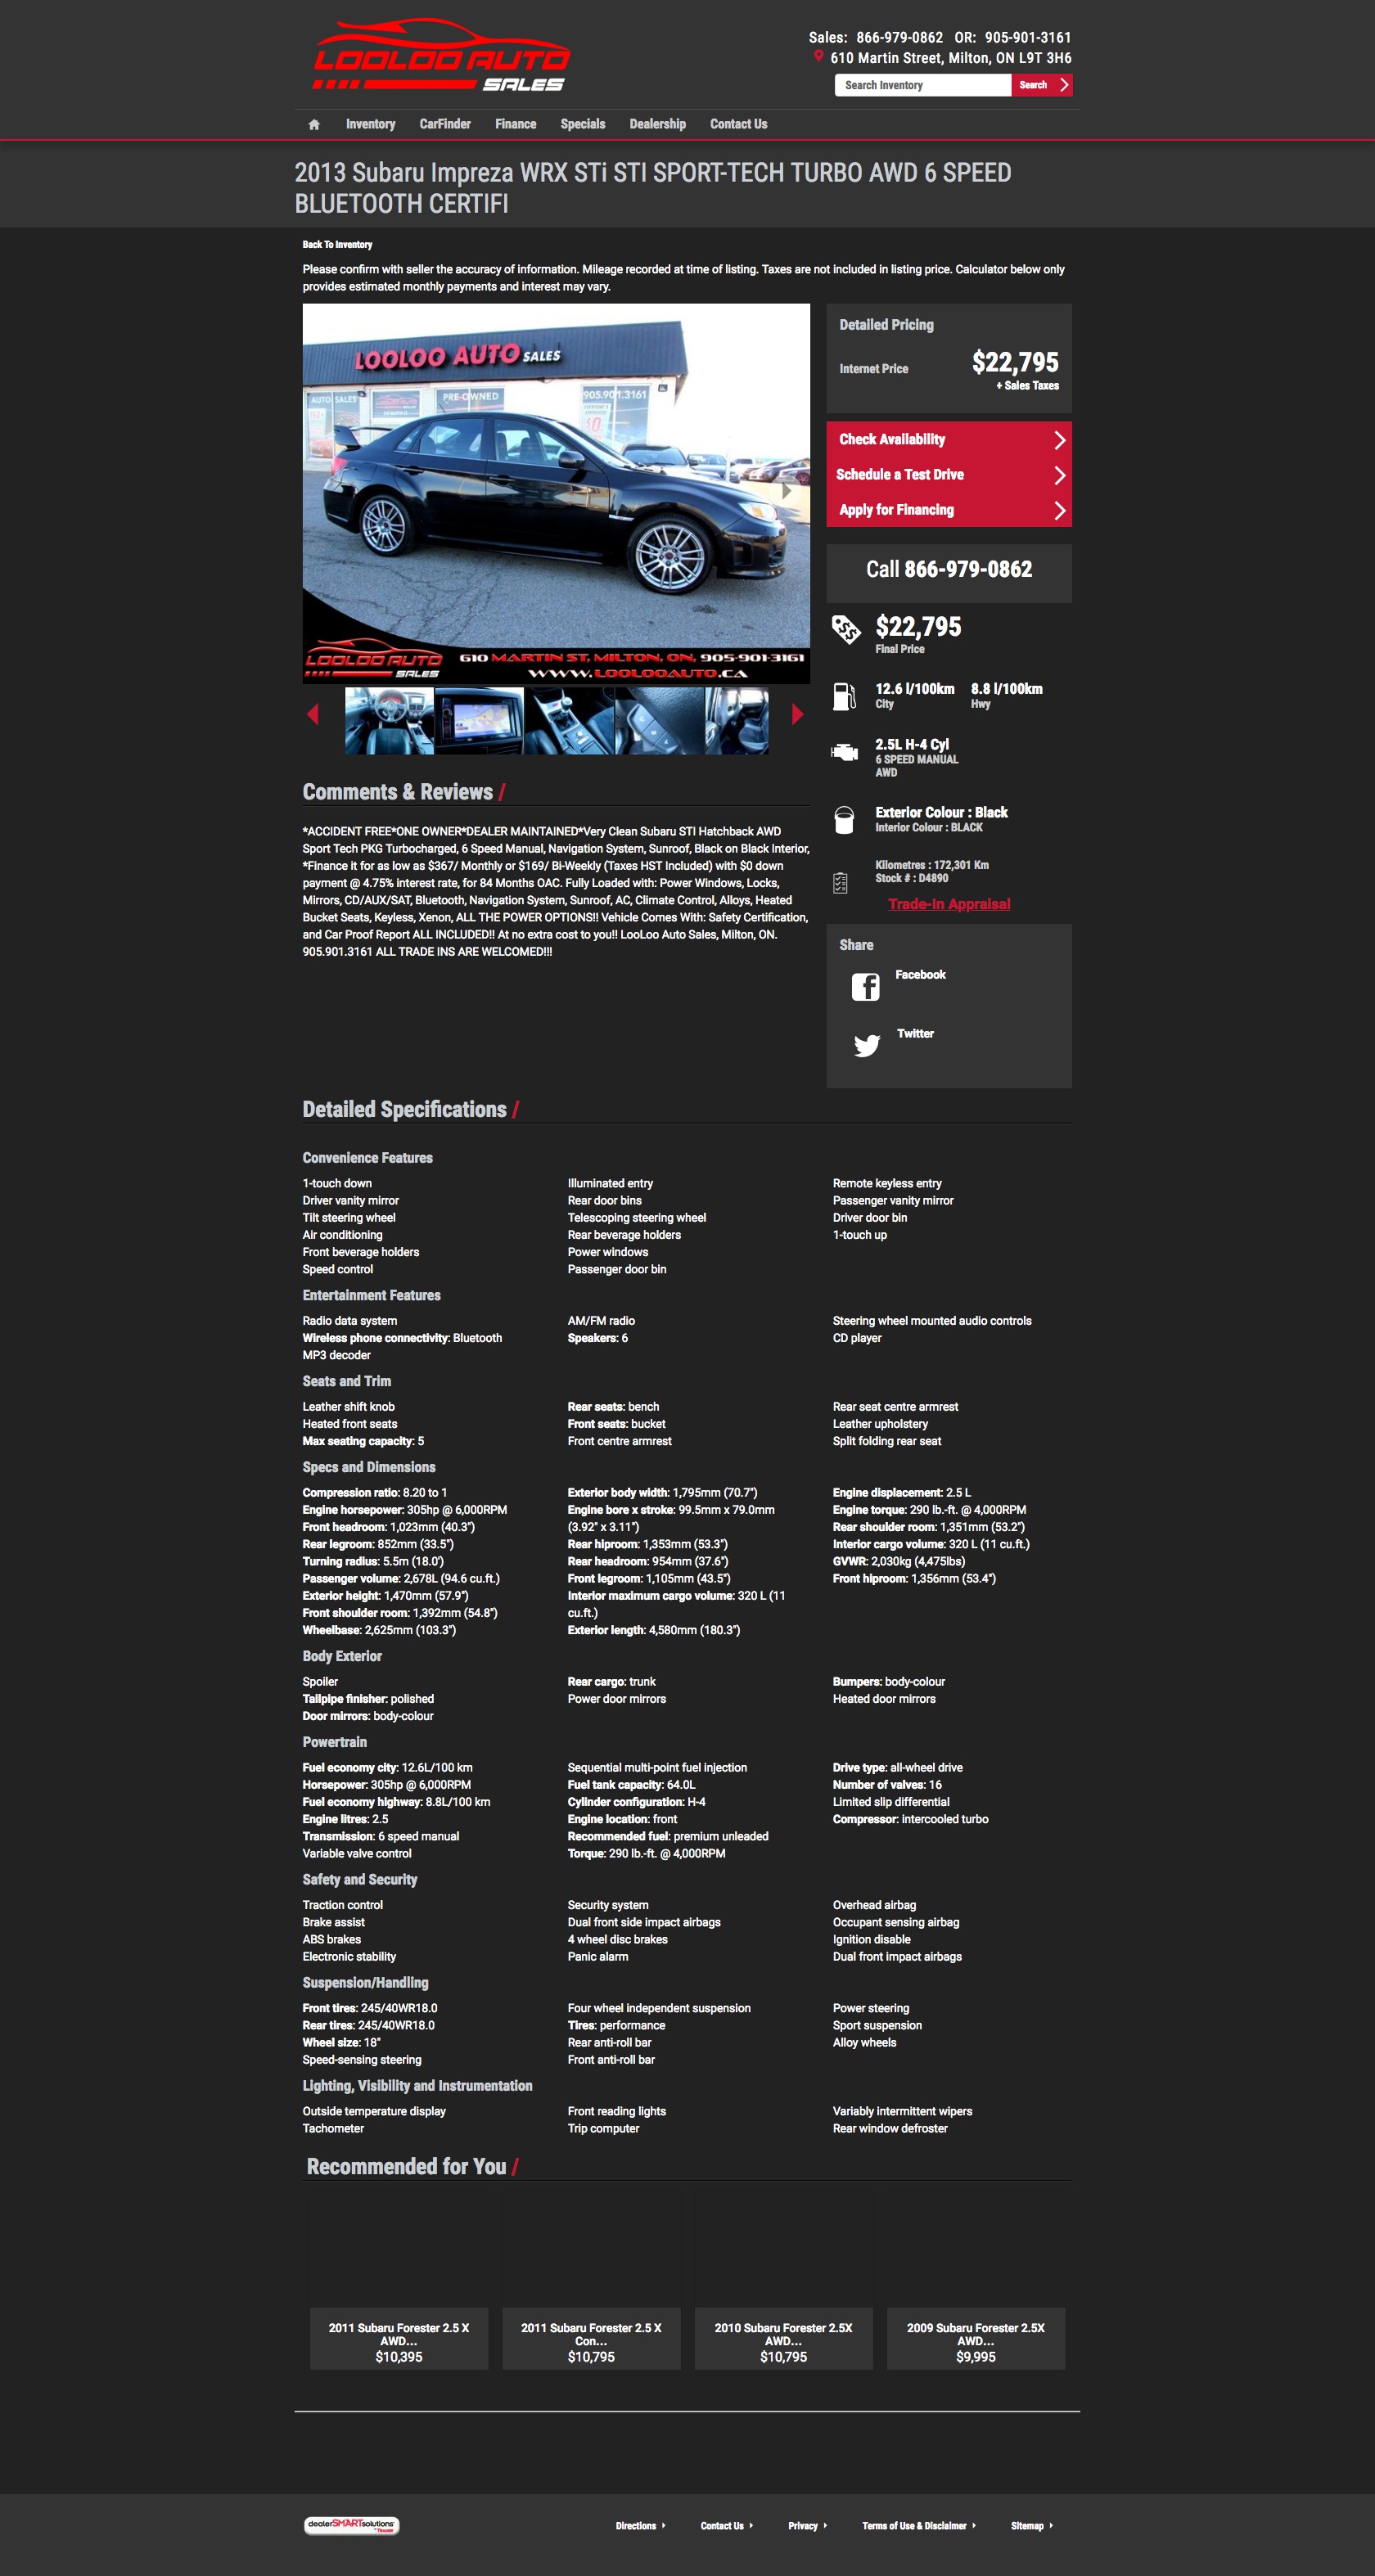 LOOLOO AUTO
SALES
Sales: 866-979-0862 OR: 905-901-3161
610 Martin Street, Milton, ON L9T 3H6
Search Inventory
Search
Inventory CarFinder Finance Specials Dealership Contact Us
2013 Subaru Impreza WRX STi STI SPORT-TECH TURBO AWD 6 SPEED
BLUETOOTH CERTIFI
Back To Inventory
Please confirm with seller the accuracy of information. Mileage recorded at time of listing. Taxes are not included in listing price. Calculator below only
provides estimated monthly payments and interest may vary.
LOOLOO AUTO SALES
AUTO SALES
PRE-OWNED
905.901.3161
$0
LOOLOO AUTO
SALES
610 MARTIN ST, MILTON, ON, 905-901-3161
WWW.LOOLOOAUTO.CA
Detailed Pricing
Internet Price $22,795
+ Sales Taxes
Check Availability
Schedule a Test Drive
Apply for Financing
Call 866-979-0862
$22,795
Final Price
12.6 l/100km 8.8 l/100km
City Hwy
2.5L H-4 Cyl
6 SPEED MANUAL
AWD
Exterior Colour : Black
Interior Colour : BLACK
Kilometres : 172,301 Km
Stock # : D4890
Trade-In Appraisal
Share
Facebook
Twitter
Comments & Reviews /
*ACCIDENT FREE*ONE OWNER*DEALER MAINTAINED*Very Clean Subaru STI Hatchback AWD
Sport Tech PKG Turbocharged, 6 Speed Manual, Navigation System, Sunroof, Black on Black Interior,
*Finance it for as low as $367/ Monthly or $169/ Bi-Weekly (Taxes HST Included) with $0 down
payment @ 4.75% interest rate, for 84 Months OAC. Fully Loaded with: Power Windows, Locks,
Mirrors, CD/AUX/SAT, Bluetooth, Navigation System, Sunroof, AC, Climate Control, Alloys, Heated
Bucket Seats, Keyless, Xenon, ALL THE POWER OPTIONS!! Vehicle Comes With: Safety Certification,
and Car Proof Report ALL INCLUDED!! At no extra cost to you!! LooLoo Auto Sales, Milton, ON.
905.901.3161 ALL TRADE INS ARE WELCOMED!!!
Detailed Specifications /
Convenience Features
1-touch down Illuminated entry Remote keyless entry
Driver vanity mirror Rear door bins Passenger vanity mirror
Tilt steering wheel Telescoping steering wheel Driver door bin
Air conditioning Rear beverage holders 1-touch up
Front beverage holders Power windows
Speed control Passenger door bin
Entertainment Features
Radio data system AM/FM radio Steering wheel mounted audio controls
Wireless phone connectivity: Bluetooth Speakers: 6 CD player
MP3 decoder
Seats and Trim
Leather shift knob Rear seats: bench Rear seat centre armrest
Heated front seats Front seats: bucket Leather upholstery
Max seating capacity: 5 Front centre armrest Split folding rear seat
Specs and Dimensions
Compression ratio: 8.20 to 1 Exterior body width: 1,795mm (70.7") Engine displacement: 2.5 L
Engine horsepower: 305hp @ 6,000RPM Engine bore x stroke: 99.5mm x 79.0mm Engine torque: 290 lb.-ft. @ 4,000RPM
Front headroom: 1,023mm (40.3") (3.92" x 3.11") Rear shoulder room: 1,351mm (53.2")
Rear legroom: 852mm (33.5") Rear hiproom: 1,353mm (53.3") Interior cargo volume: 320 L (11 cu.ft.)
Turning radius: 5.5m (18.0') Rear headroom: 954mm (37.6") GVWR: 2,030kg (4,475lbs)
Passenger volume: 2,678L (94.6 cu.ft.) Front legroom: 1,105mm (43.5") Front hiproom: 1,356mm (53.4")
Exterior height: 1,470mm (57.9") Interior maximum cargo volume: 320 L (11
Front shoulder room: 1,392mm (54.8") cu.ft.)
Wheelbase: 2,625mm (103.3") Exterior length: 4,580mm (180.3")
Body Exterior
Spoiler Rear cargo: trunk Bumpers: body-colour
Tailpipe finisher: polished Power door mirrors Heated door mirrors
Door mirrors: body-colour
Powertrain
Fuel economy city: 12.6L/100 km Sequential multi-point fuel injection Drive type: all-wheel drive
Horsepower: 305hp @ 6,000RPM Fuel tank capacity: 64.0L Number of valves: 16
Fuel economy highway: 8.8L/100 km Cylinder configuration: H-4 Limited slip differential
Engine litres: 2.5 Engine location: front Compressor: intercooled turbo
Transmission: 6 speed manual Recommended fuel: premium unleaded
Variable valve control Torque: 290 lb.-ft. @ 4,000RPM
Safety and Security
Traction control Security system Overhead airbag
Brake assist Dual front side impact airbags Occupant sensing airbag
ABS brakes 4 wheel disc brakes Ignition disable
Electronic stability Panic alarm Dual front impact airbags
Suspension/Handling
Front tires: 245/40WR18.0 Four wheel independent suspension Power steering
Rear tires: 245/40WR18.0 Tires: performance Sport suspension
Wheel size: 18" Rear anti-roll bar Alloy wheels
Speed-sensing steering Front anti-roll bar
Lighting, Visibility and Instrumentation
Outside temperature display Front reading lights Variably intermittent wipers
Tachometer Trip computer Rear window defroster
Recommended for You /
2011 Subaru Forester 2.5 X 2011 Subaru Forester 2.5 X 2010 Subaru Forester 2.5X 2009 Subaru Forester 2.5X
AWD... Con... AWD... AWD...
$10,395 $10,795 $10,795 $9,995
dealerSMARTsolutions
Directions Contact Us Privacy Terms of Use & Disclaimer Sitemap